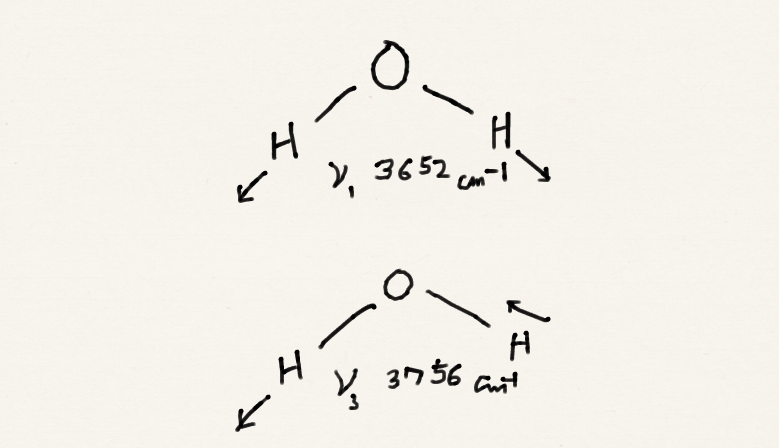 O
H H
ν₁ 3652 cm⁻¹
O
H H
ν₃ 3756 cm⁻¹